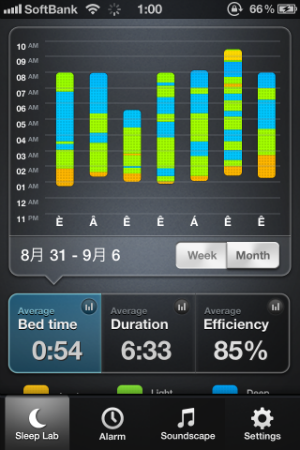 SoftBank 1:00 66%
10 AM
09 AM
08 AM
07 AM
06 AM
05 AM
04 AM
03 AM
02 AM
01 AM
12 AM
11 PM
È Â Ê Ê Á Ê Ê
8月 31 - 9月 6
Week Month
Average Average Average
Bed time Duration Efficiency
0:54 6:33 85%
Light Deep
Sleep Lab Alarm Soundscape Settings